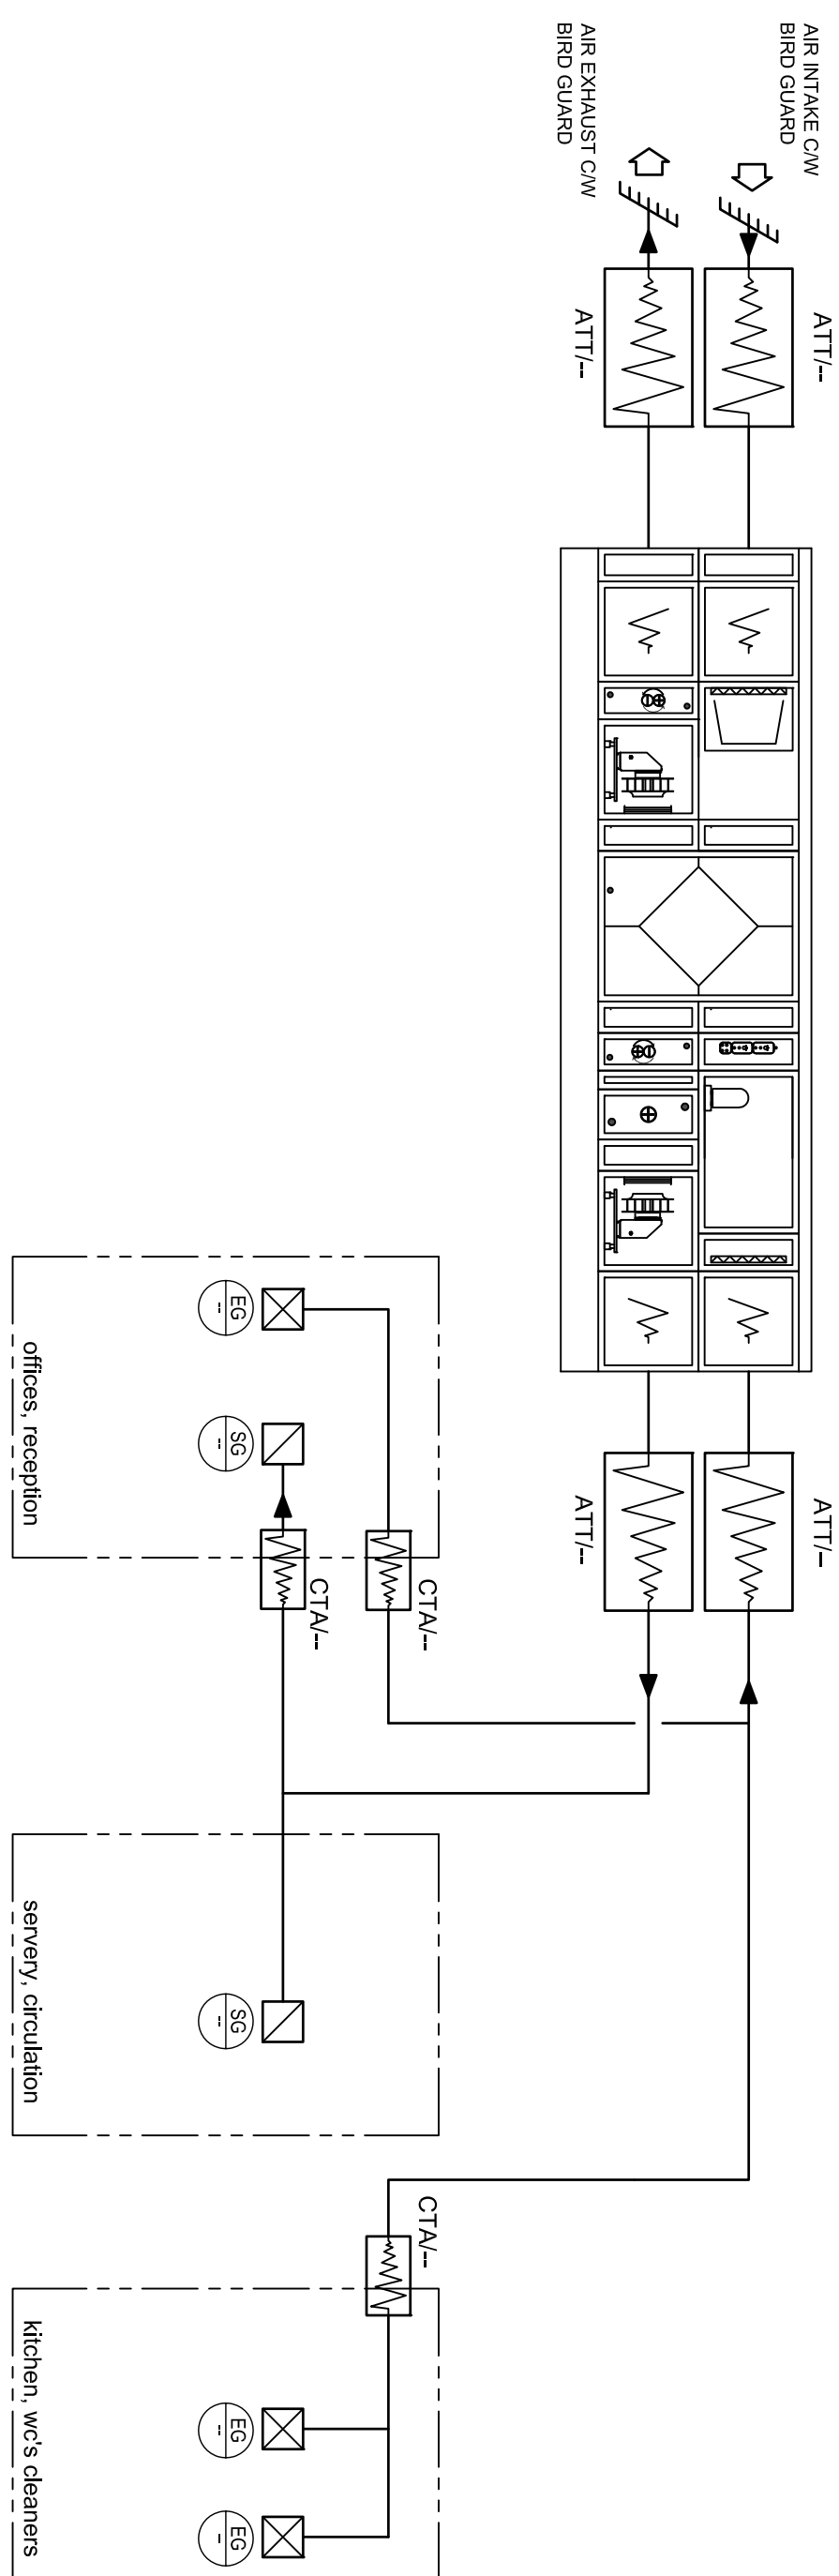 AIR INTAKE C/W
BIRD GUARD
AIR EXHAUST C/W
BIRD GUARD
ATT/--
ATT/--
ATT/--
ATT/--
CTA/--
CTA/--
EG
--
SG
--
offices, reception
SG
--
servery, circulation
CTA/--
EG
--
EG
-
kitchen, wc's cleaners